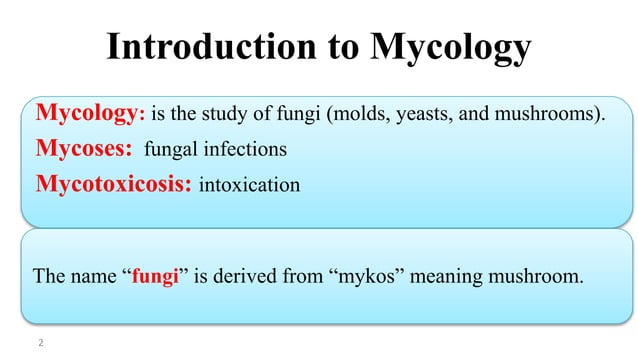 Introduction to Mycology
Mycology: is the study of fungi (molds, yeasts, and mushrooms).
Mycoses: fungal infections
Mycotoxicosis: intoxication
The name “fungi” is derived from “mykos” meaning mushroom.
2